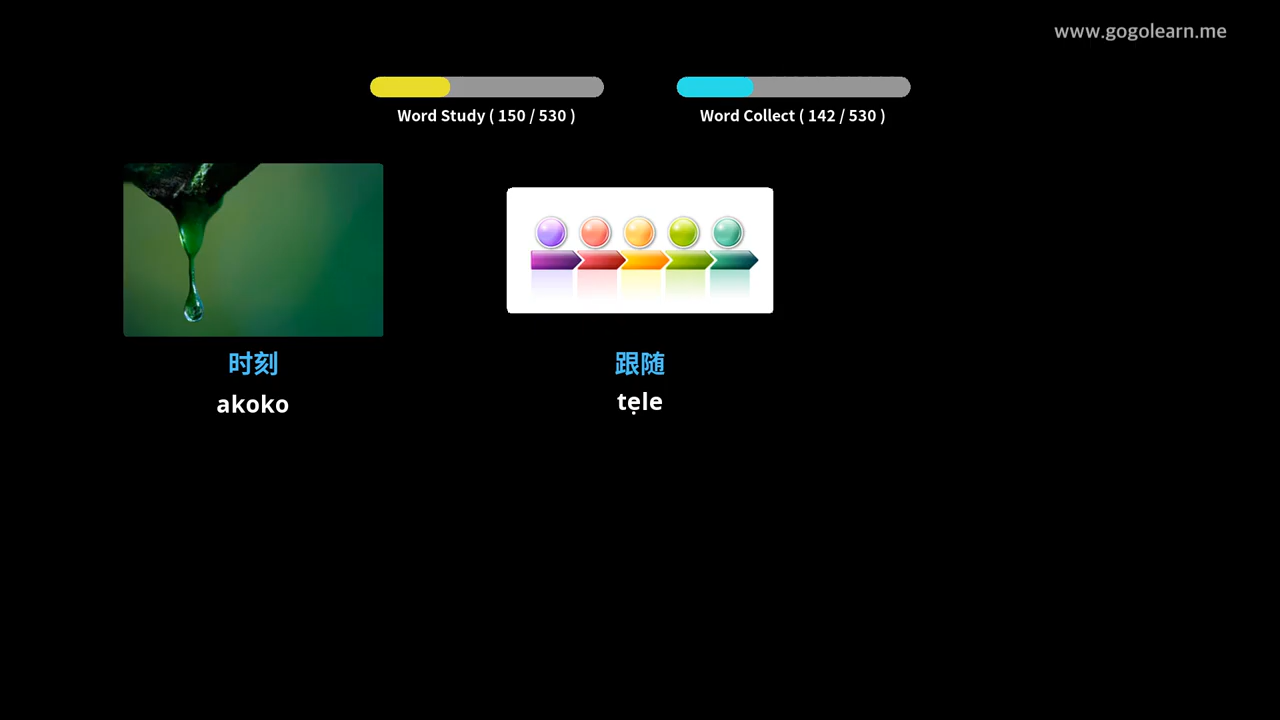 www.gogolearn.me
Word Study ( 150 / 530 )
Word Collect ( 142 / 530 )
时刻
akoko
跟随
tẹle